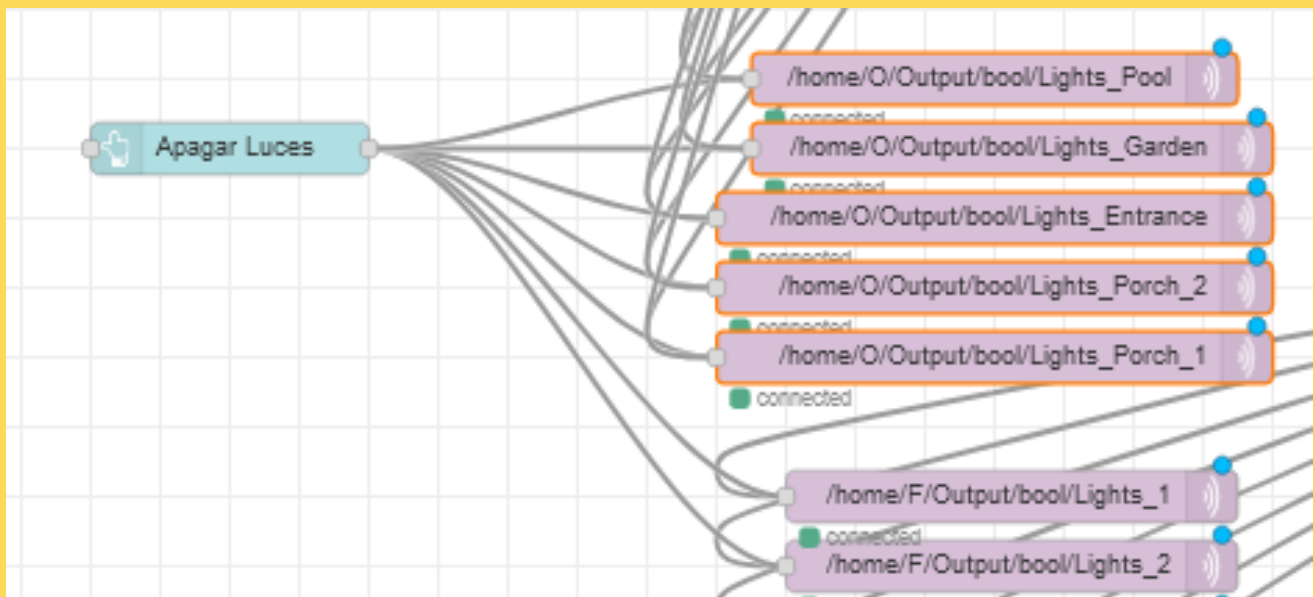 Apagar Luces
/home/O/Output/bool/Lights_Pool
connected
/home/O/Output/bool/Lights_Garden
connected
/home/O/Output/bool/Lights_Entrance
connected
/home/O/Output/bool/Lights_Porch_2
connected
/home/O/Output/bool/Lights_Porch_1
connected
/home/F/Output/bool/Lights_1
connected
/home/F/Output/bool/Lights_2